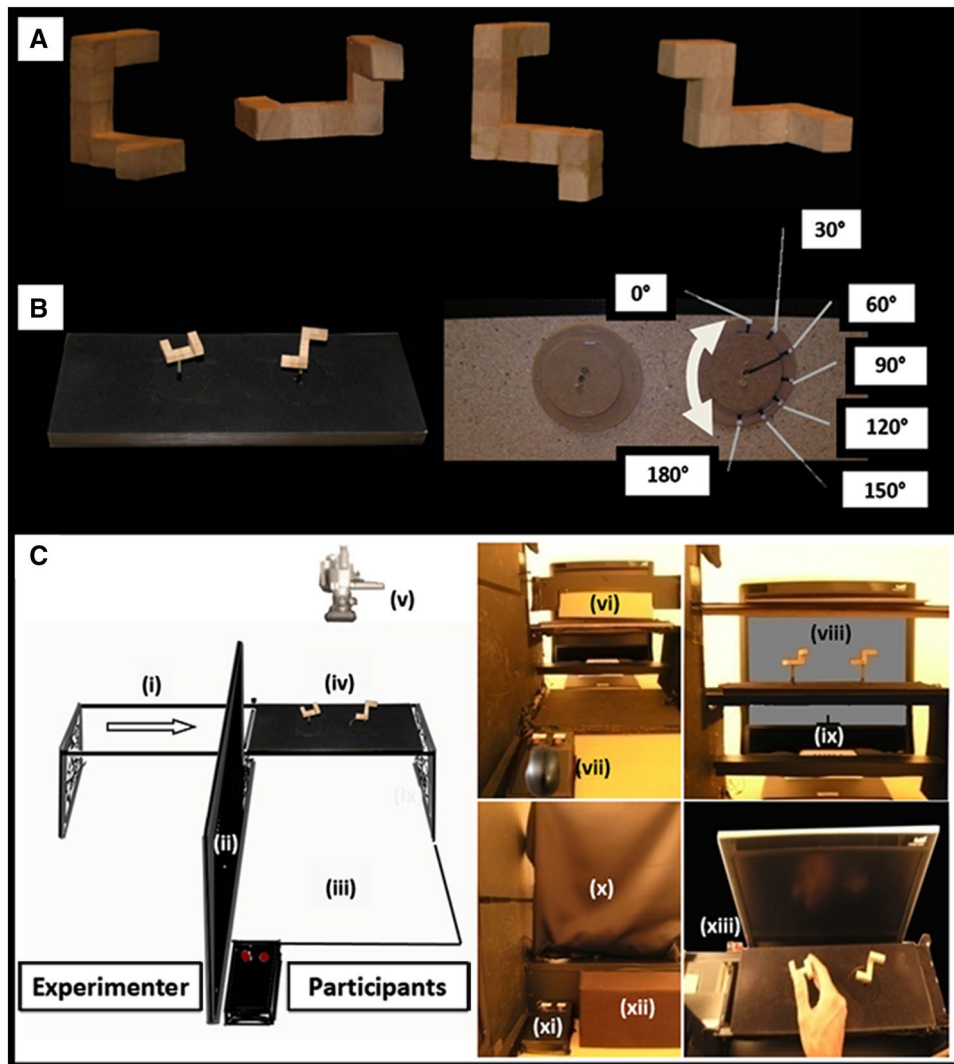 A
B
0°
30°
60°
90°
120°
150°
180°
C
(i)
(ii)
(iii)
(iv)
(v)
(ix)
Experimenter
Participants
(vi)
(vii)
(viii)
(ix)
(x)
(xi)
(xii)
(xiii)